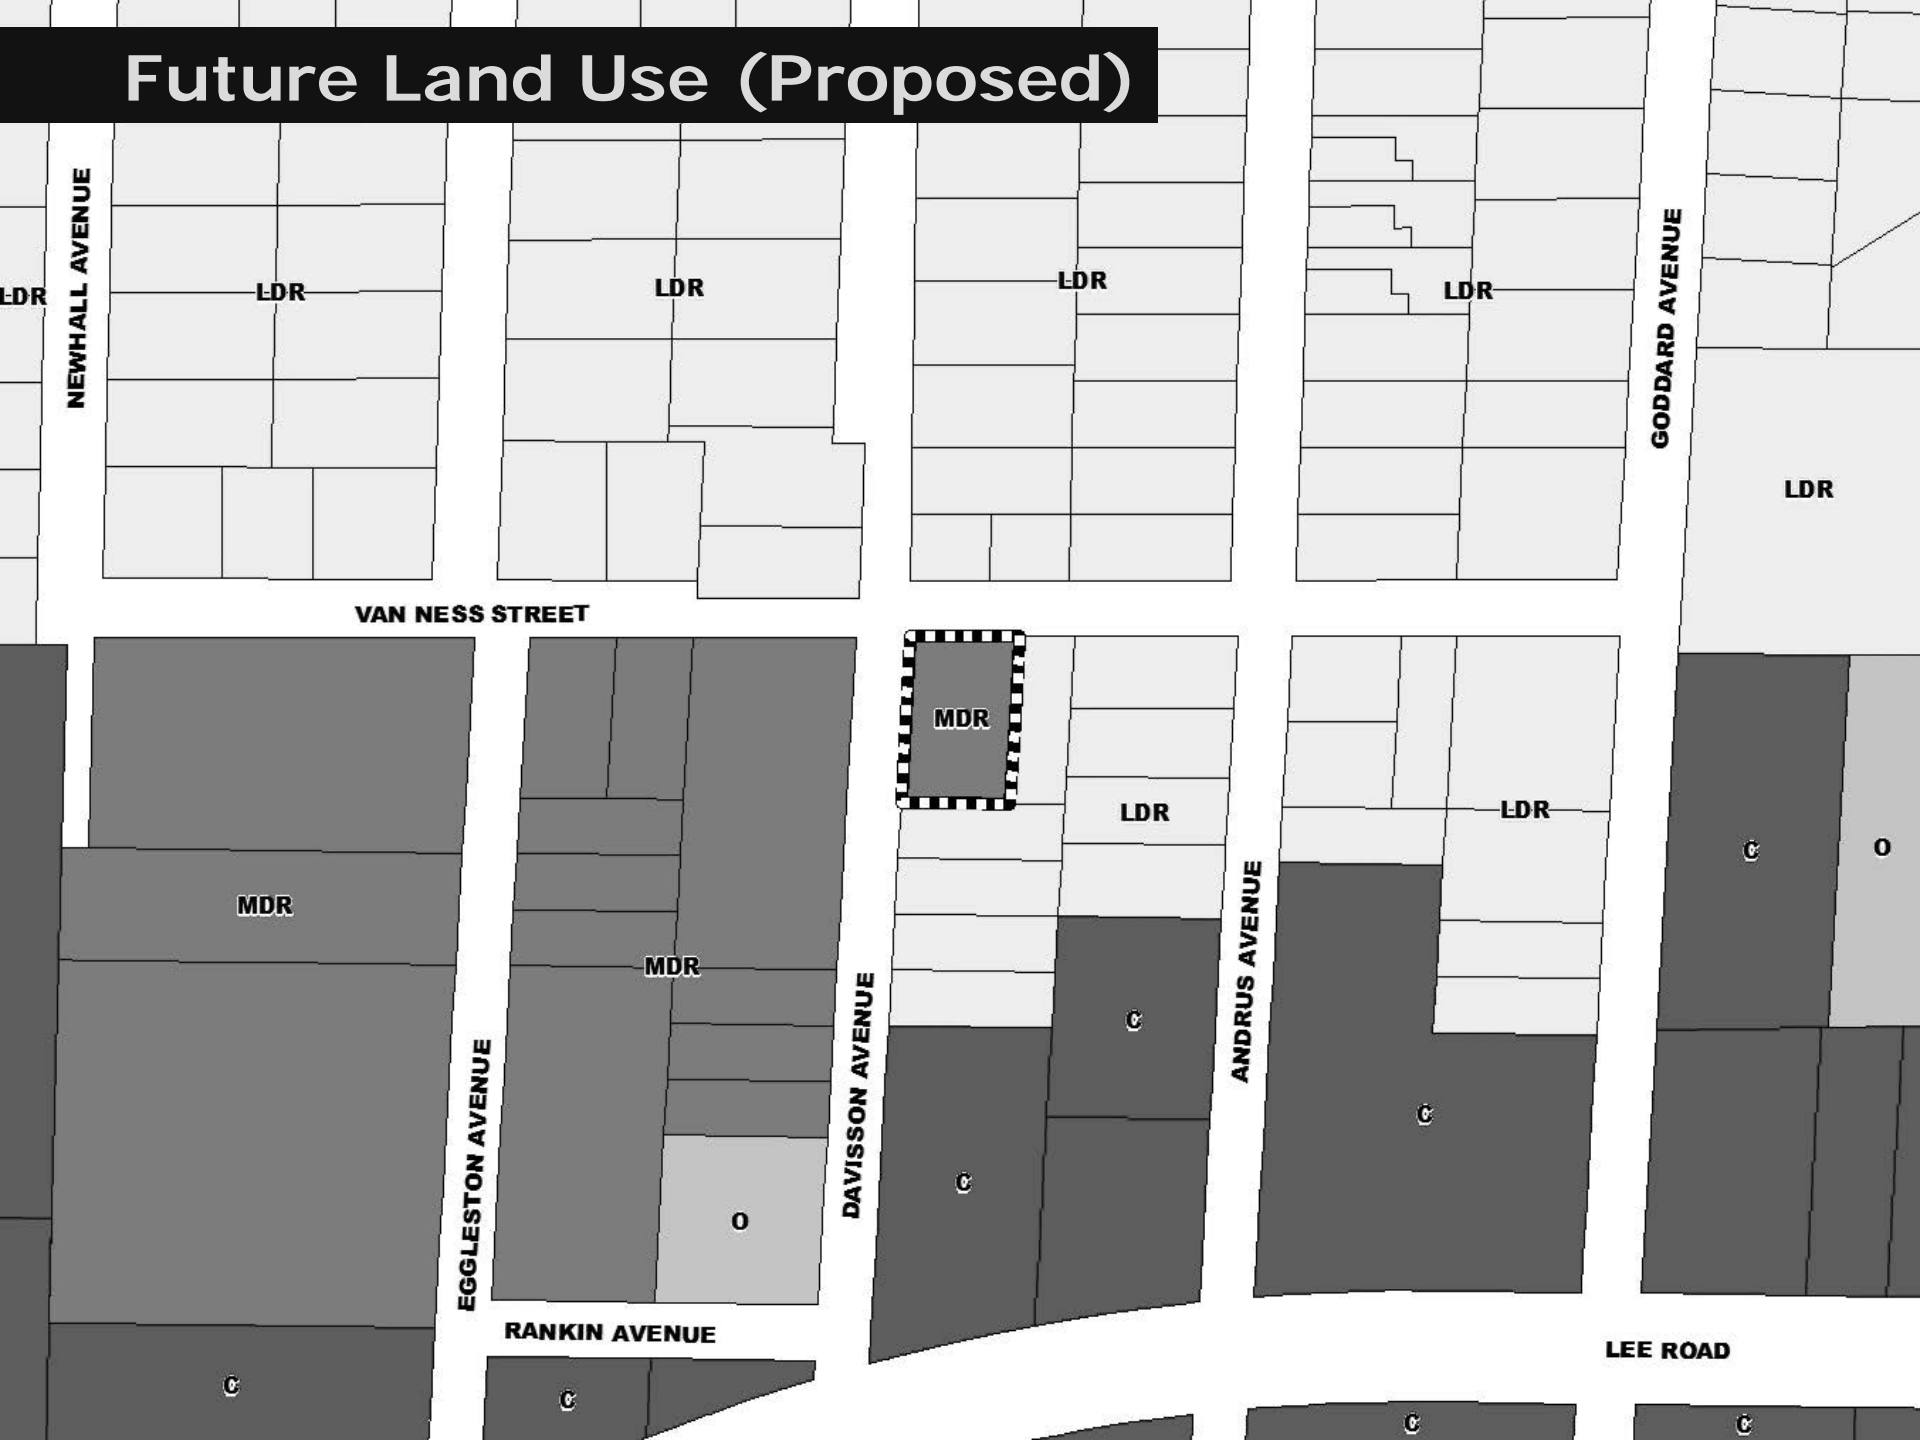 Future Land Use (Proposed)
NEWHALL AVENUE
LDR
LDR
LDR
LDR
LDR
GODDARD AVENUE
LDR
VAN NESS STREET
MDR
LDR
LDR
C
O
MDR
MDR
EGGLESTON AVENUE
DAVISSON AVENUE
ANDRUS AVENUE
C
C
C
O
RANKIN AVENUE
LEE ROAD
C
C
C
C